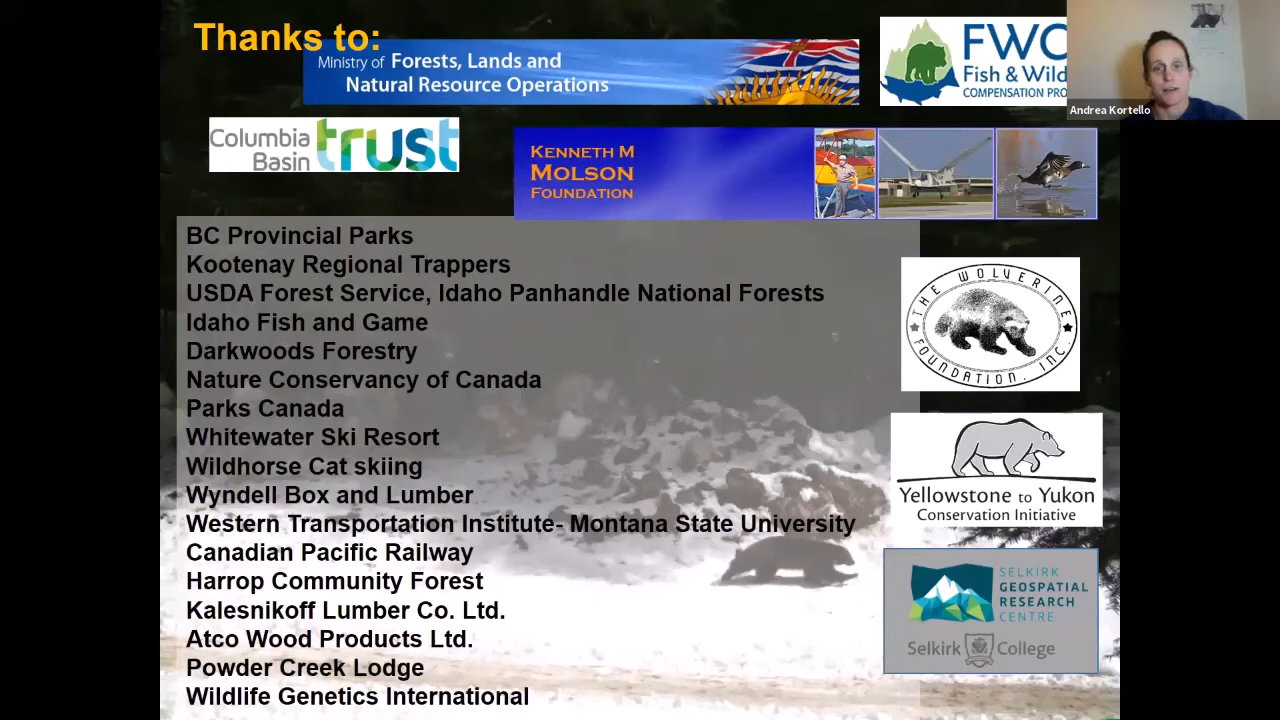 Thanks to:
Ministry of Forests, Lands and
Natural Resource Operations
FWC
Fish & Wild
COMPENSATION PRO
Andrea Kortello
Columbia
Basin
trust
KENNETH M
MOLSON
FOUNDATION
BC Provincial Parks
Kootenay Regional Trappers
USDA Forest Service, Idaho Panhandle National Forests
Idaho Fish and Game
Darkwoods Forestry
Nature Conservancy of Canada
Parks Canada
Whitewater Ski Resort
Wildhorse Cat skiing
Wyndell Box and Lumber
Western Transportation Institute- Montana State University
Canadian Pacific Railway
Harrop Community Forest
Kalesnikoff Lumber Co. Ltd.
Atco Wood Products Ltd.
Powder Creek Lodge
Wildlife Genetics International
THE WOLVERINE
FOUNDATION, INC.
Yellowstone to Yukon
Conservation Initiative
SELKIRK
GEOSPATIAL
RESEARCH
CENTRE
Selkirk College